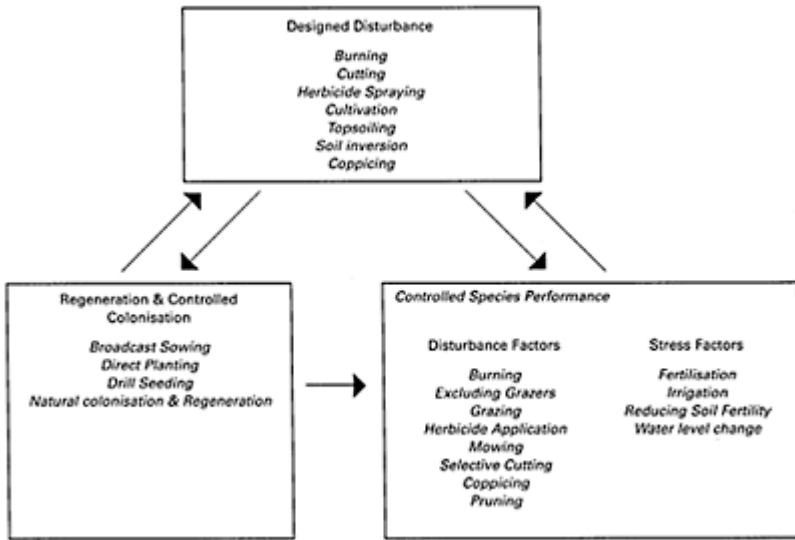 Designed Disturbance
Burning
Cutting
Herbicide Spraying
Cultivation
Topsoiling
Soil inversion
Coppicing
Regeneration & Controlled
Colonisation
Broadcast Sowing
Direct Planting
Drill Seeding
Natural colonisation & Regeneration
Controlled Species Performance
Disturbance Factors
Burning
Excluding Grazers
Grazing
Herbicide Application
Mowing
Selective Cutting
Coppicing
Pruning
Stress Factors
Fertilisation
Irrigation
Reducing Soil Fertility
Water level change